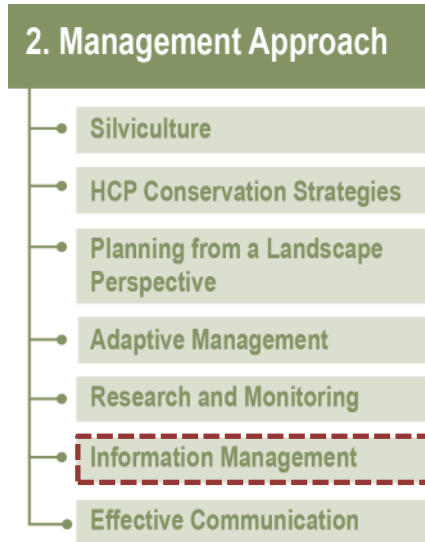 2. Management Approach
Silviculture
HCP Conservation Strategies
Planning from a Landscape
Perspective
Adaptive Management
Research and Monitoring
Information Management
Effective Communication